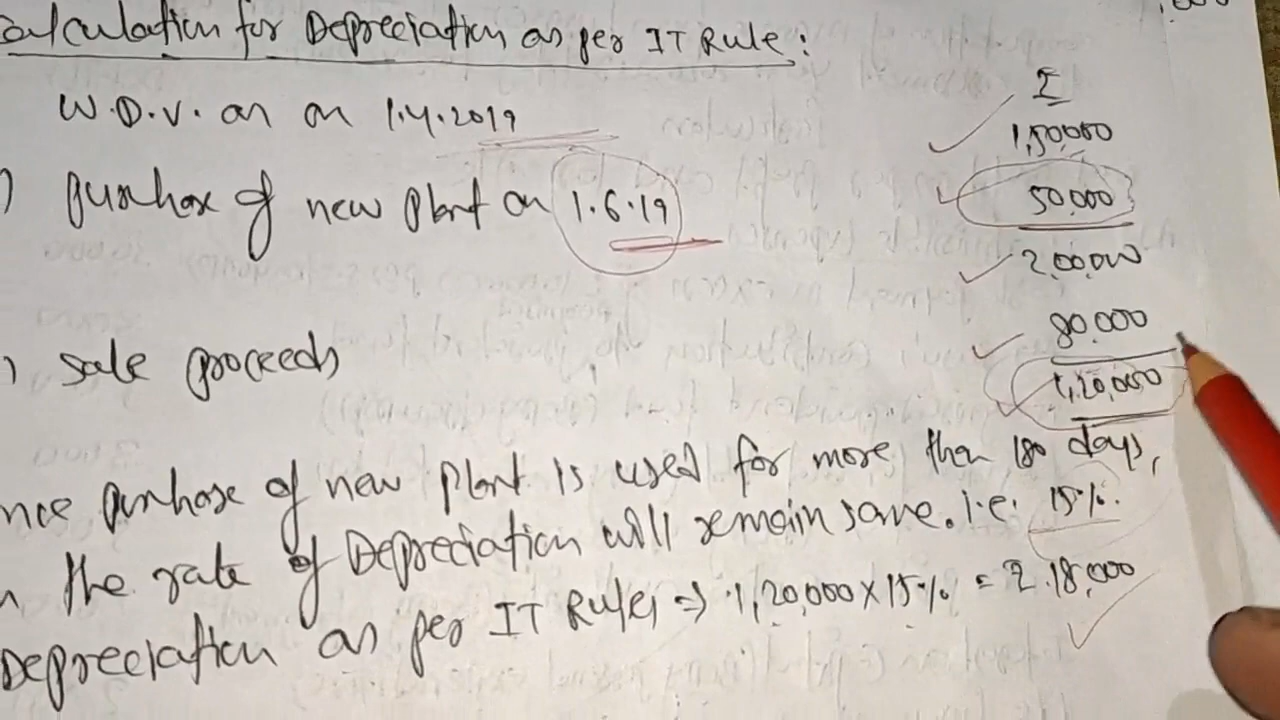 alculation for Depreciation as per IT Rule:
₹
W.D.V. as on 1.4.2019 1,50,000
) purchase of new plant on 1.6.19 50,000
2,00,000
) sale proceeds 80,000
1,20,000
nce purchase of new plant is used for more than 180 days,
n the rate of Depreciation will remain same. i.e. 15%.
Depreciation as per IT Rules ⇒ 1,20,000 x 15% = ₹ 18,000